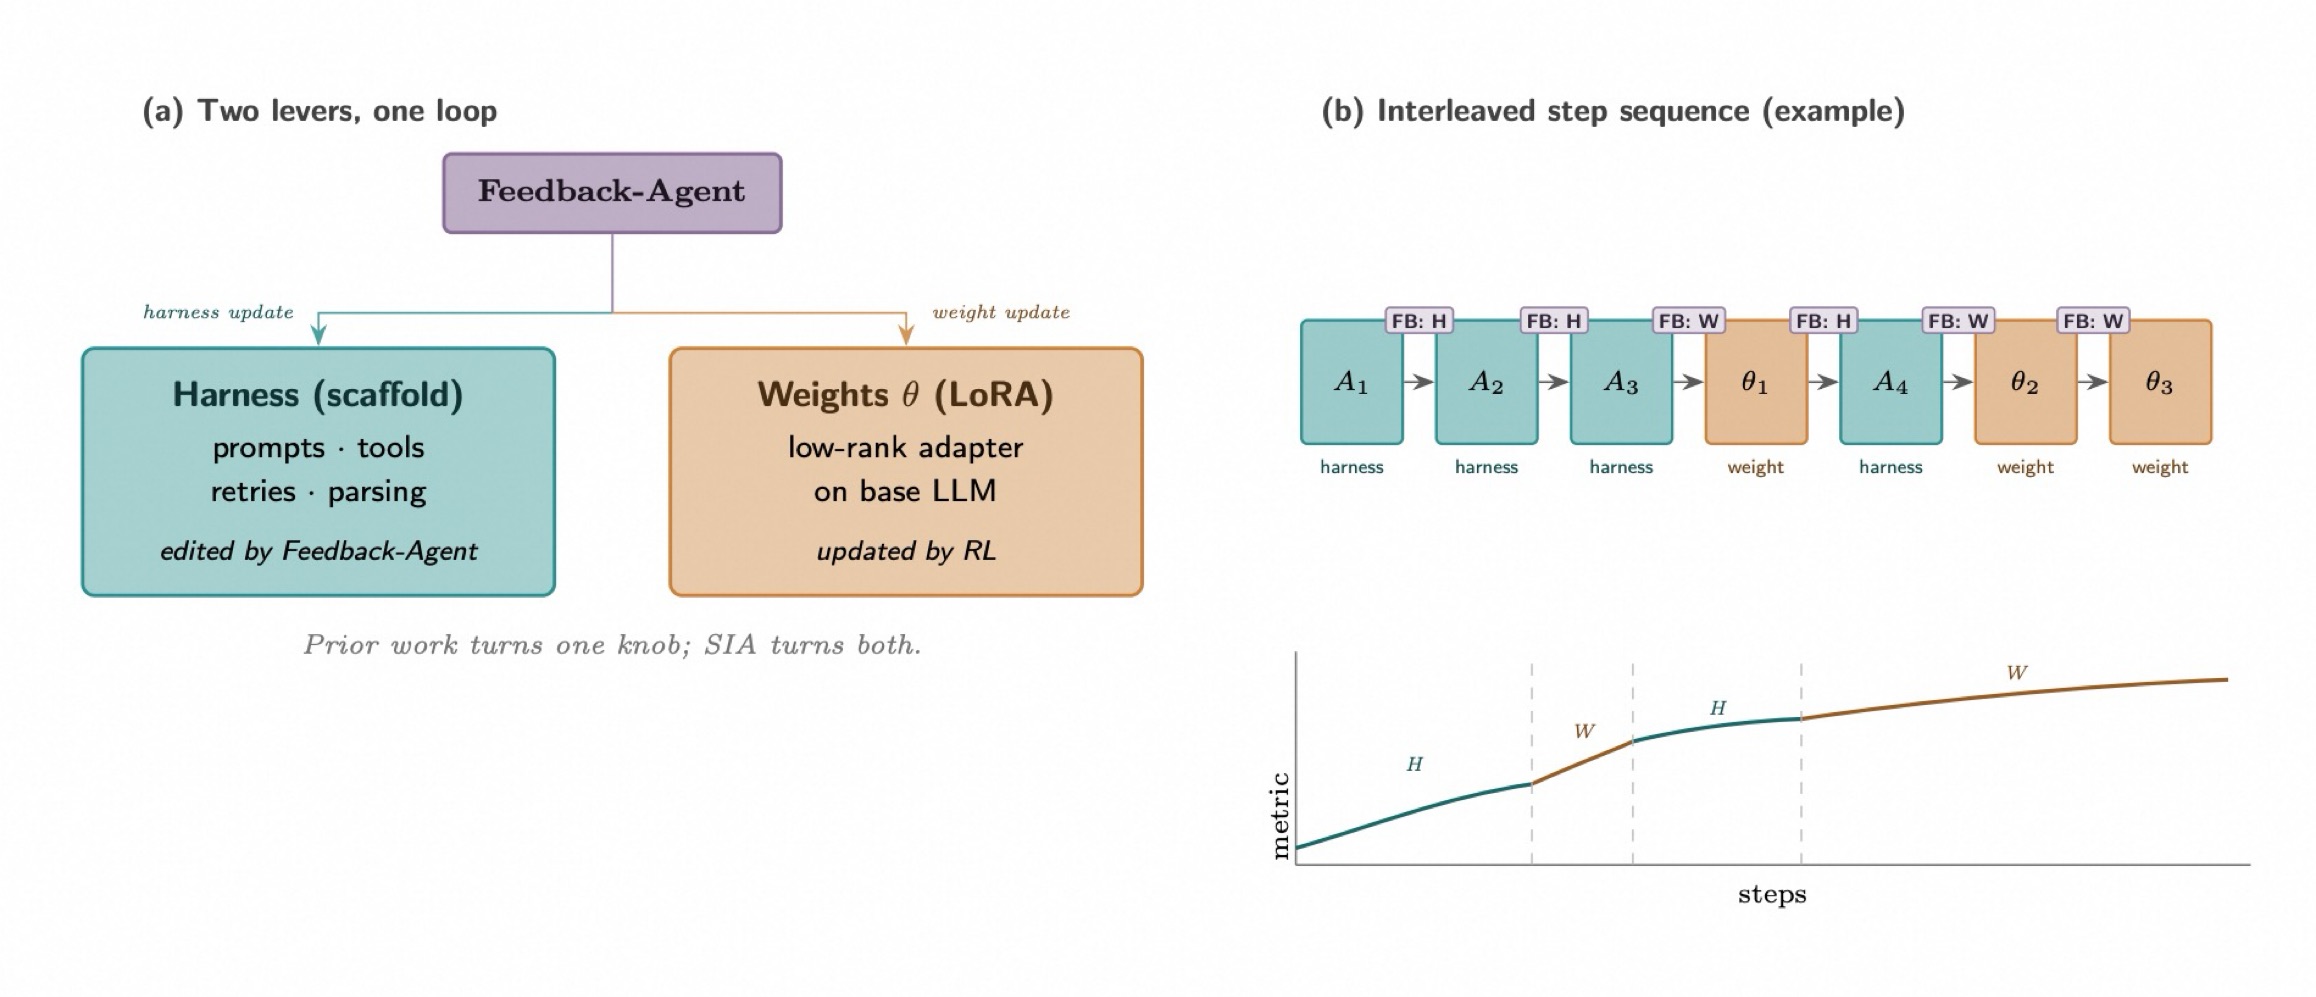 (a) Two levers, one loop
Feedback-Agent
harness update
weight update
Harness (scaffold)
prompts · tools
retries · parsing
edited by Feedback-Agent
Weights θ (LoRA)
low-rank adapter
on base LLM
updated by RL
Prior work turns one knob; SIA turns both.
(b) Interleaved step sequence (example)
FB: H
FB: H
FB: W
FB: H
FB: W
FB: W
A₁
A₂
A₃
θ₁
A₄
θ₂
θ₃
harness
harness
harness
weight
harness
weight
weight
H
W
H
W
metric
steps